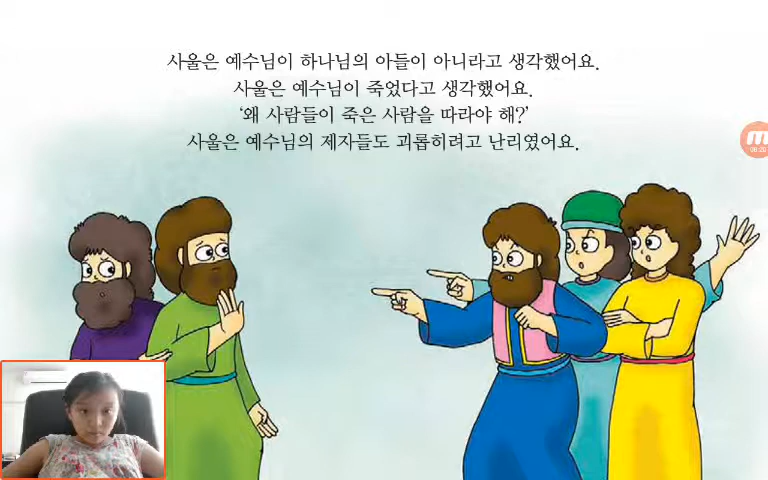 사울은 예수님이 하나님의 아들이 아니라고 생각했어요.
사울은 예수님이 죽었다고 생각했어요.
‘왜 사람들이 죽은 사람을 따라야 해?’
사울은 예수님의 제자들도 괴롭히려고 난리였어요.